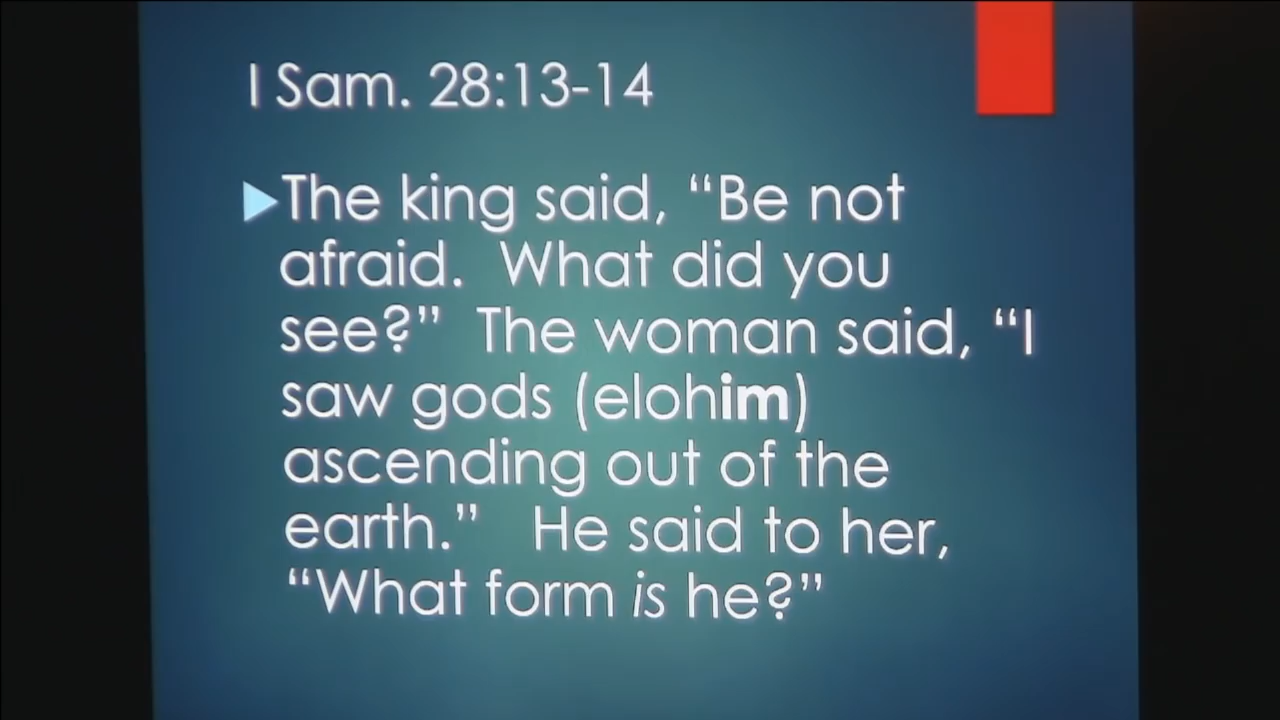 I Sam. 28:13-14
The king said, “Be not
afraid.  What did you
see?”  The woman said, “I
saw gods (elohim)
ascending out of the
earth.”   He said to her,
“What form is he?”